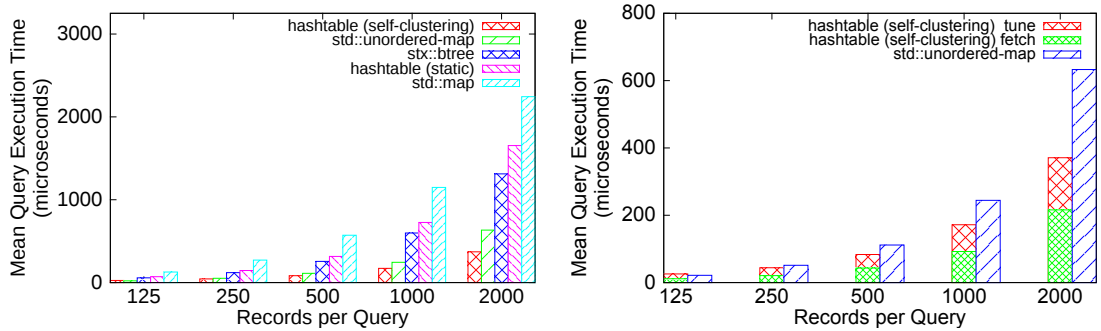 Mean Query Execution Time
(microseconds)
3000
2000
1000
0
hashtable (self-clustering)
std::unordered-map
stx::btree
hashtable (static)
std::map
125 250 500 1000 2000
Records per Query
Mean Query Execution Time
(microseconds)
800
600
400
200
0
hashtable (self-clustering) tune
hashtable (self-clustering) fetch
std::unordered-map
125 250 500 1000 2000
Records per Query